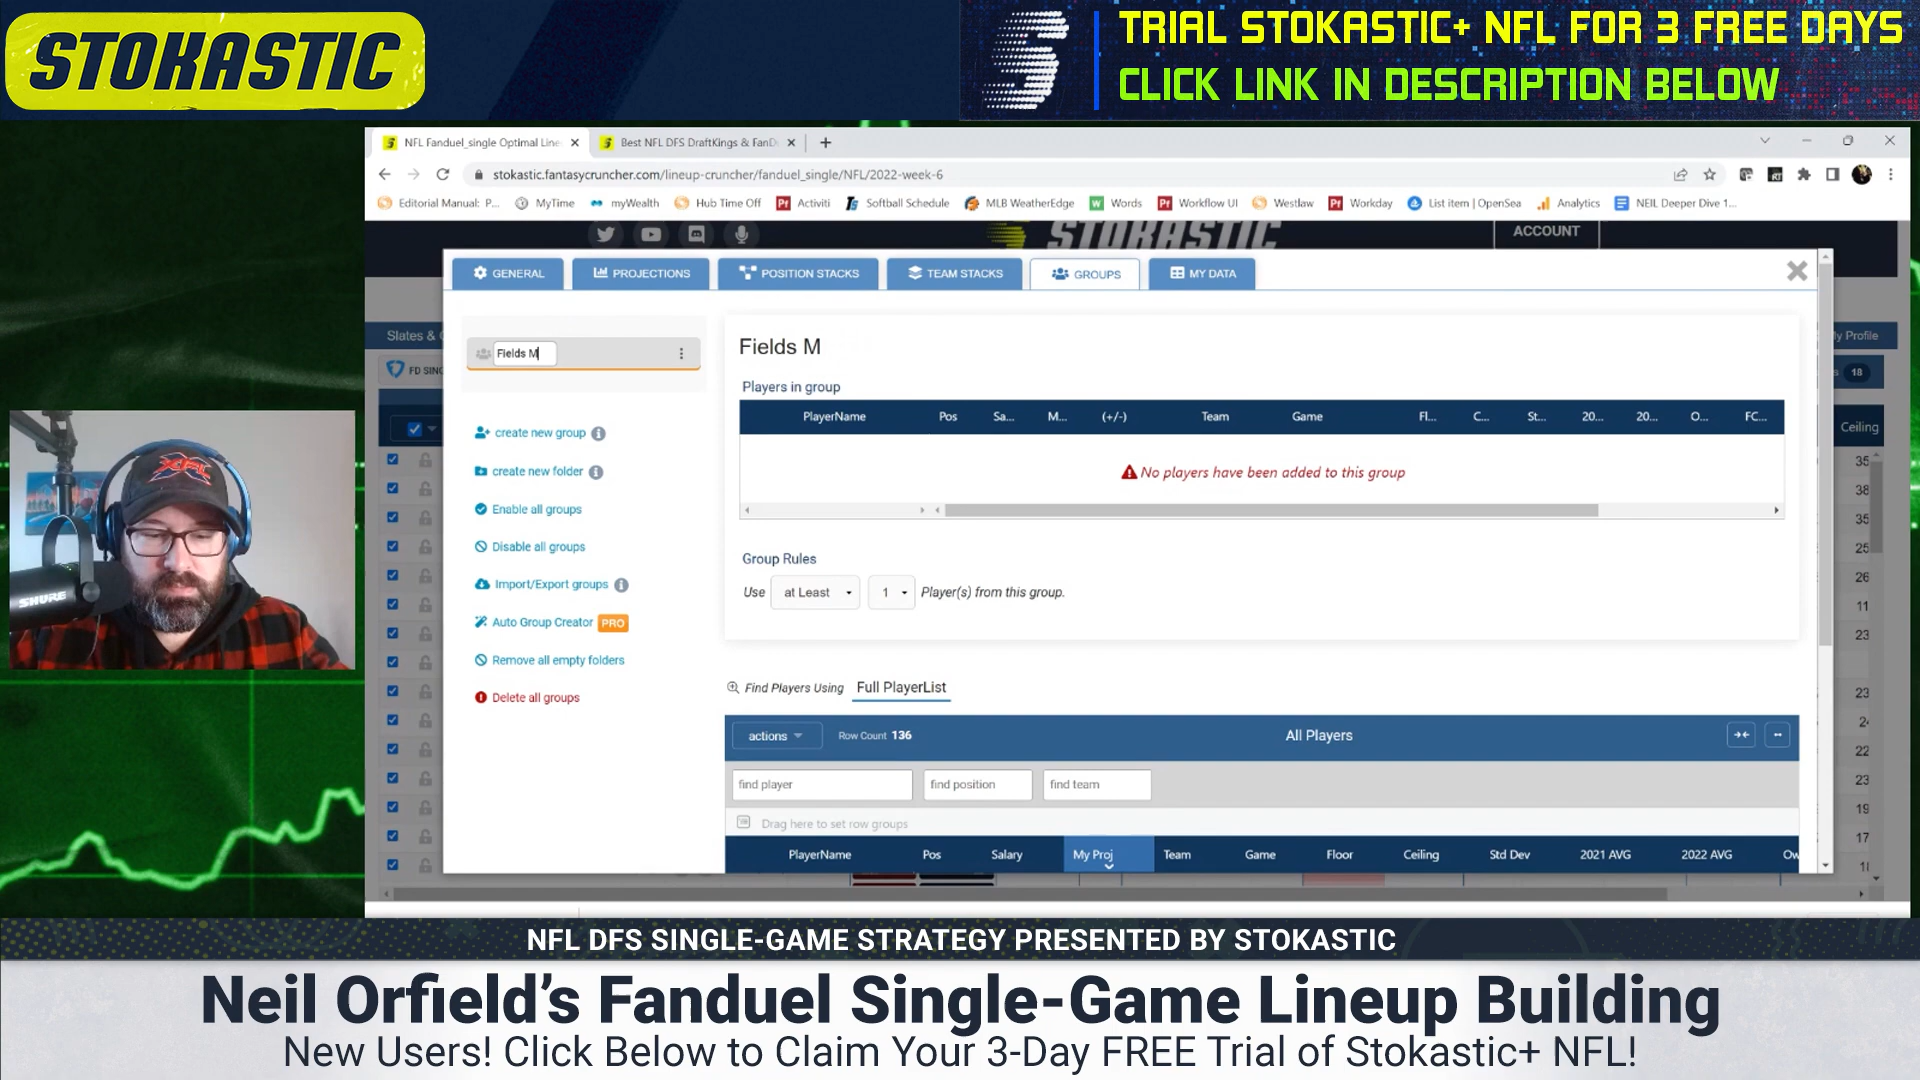 STOKASTIC
TRIAL STOKASTIC+ NFL FOR 3 FREE DAYS
CLICK LINK IN DESCRIPTION BELOW
NFL Fanduel_single Optimal Line
Best NFL DFS DraftKings & FanD
stokastic.fantasycruncher.com/lineup-cruncher/fanduel_single/NFL/2022-week-6
Editorial Manual: P... MyTime myWealth Hub Time Off Activiti Softball Schedule MLB WeatherEdge Words Workflow UI Westlaw Workday List item | OpenSea Analytics NEIL Deeper Dive 1...
STOKASTIC
ACCOUNT
GENERAL PROJECTIONS POSITION STACKS TEAM STACKS GROUPS MY DATA
Slates &
My Profile
FD SING
18
Ceiling
Fields M
Fields M
Players in group
PlayerName Pos Sa... M... (+/-) Team Game Fl... C... St... 20... 20... O... FC...
No players have been added to this group
create new group
create new folder
Enable all groups
Disable all groups
Import/Export groups
Auto Group Creator PRO
Remove all empty folders
Delete all groups
Group Rules
Use at Least 1 Player(s) from this group.
Find Players Using Full PlayerList
actions Row Count 136 All Players
find player find position find team
Drag here to set row groups
PlayerName Pos Salary My Proj Team Game Floor Ceiling Std Dev 2021 AVG 2022 AVG Ow
35
38
35
25
26
11
23
23
22
23
19
17
XFL
SHURE
NFL DFS SINGLE-GAME STRATEGY PRESENTED BY STOKASTIC
Neil Orfield's Fanduel Single-Game Lineup Building
New Users! Click Below to Claim Your 3-Day FREE Trial of Stokastic+ NFL!